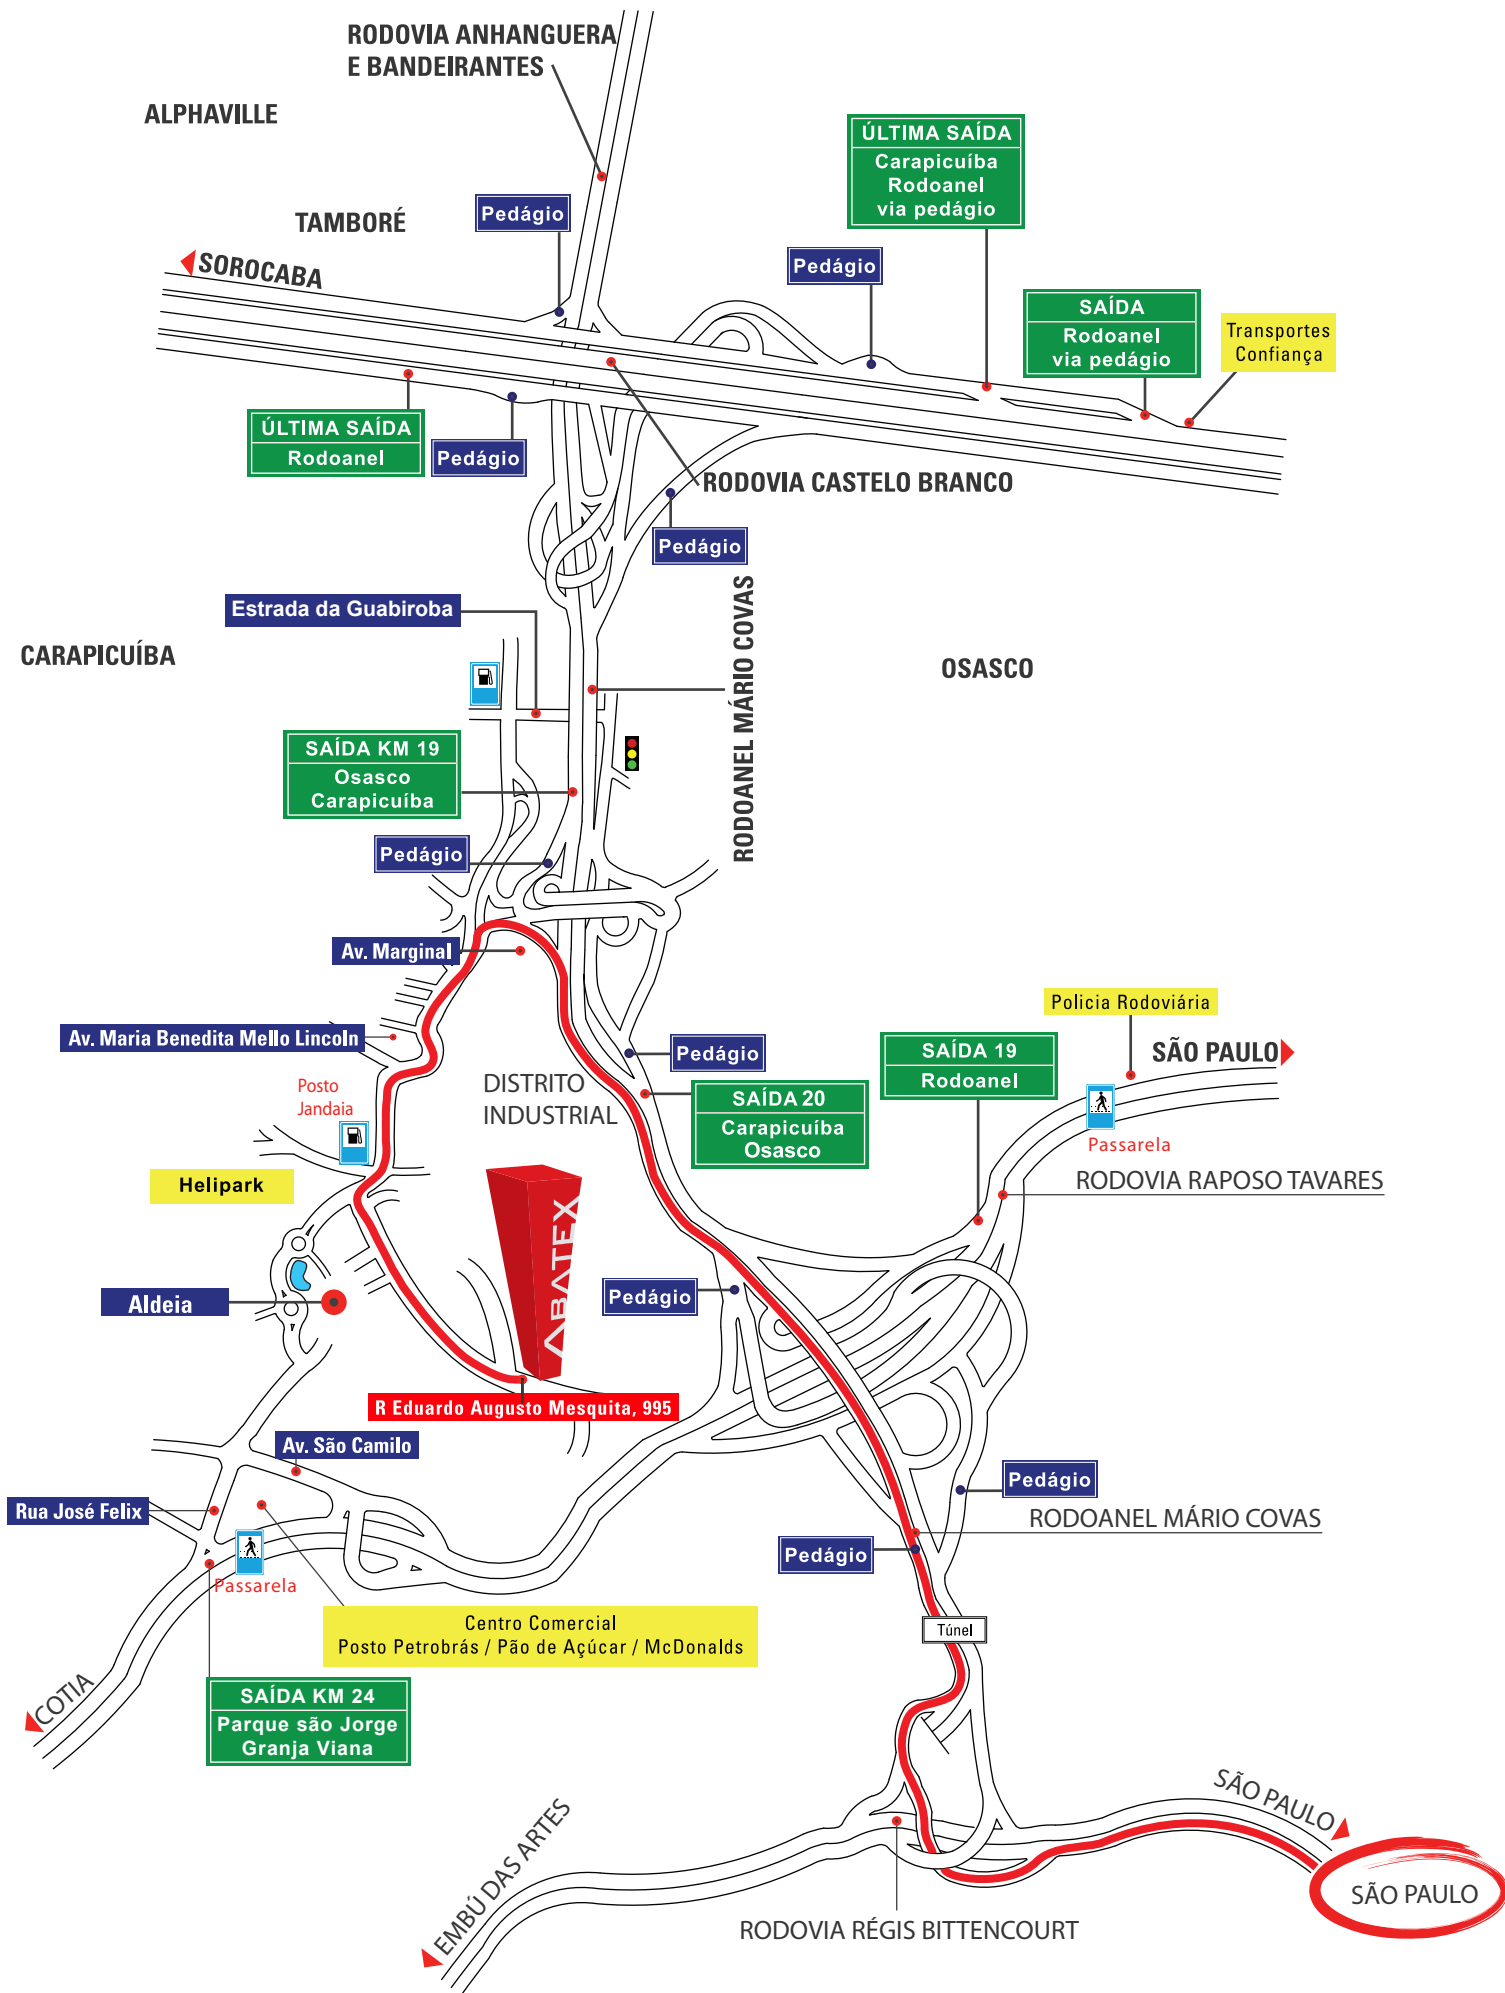 RODOVIA ANHANGUERA
E BANDEIRANTES
ALPHAVILLE
ÚLTIMA SAÍDA
Carapicuíba
Rodoanel
via pedágio
Pedágio
TAMBORÉ
SOROCABA
Pedágio
SAÍDA
Rodoanel
via pedágio
Transportes
Confiança
ÚLTIMA SAÍDA
Rodoanel
Pedágio
RODOVIA CASTELO BRANCO
Pedágio
Estrada da Guabiroba
CARAPICUÍBA
OSASCO
RODOANEL MÁRIO COVAS
SAÍDA KM 19
Osasco
Carapicuíba
Pedágio
Av. Marginal
Policia Rodoviária
Av. Maria Benedita Mello Lincoln
Pedágio
SAÍDA 19
Rodoanel
SÃO PAULO
Posto
Jandaia
DISTRITO
INDUSTRIAL
SAÍDA 20
Carapicuíba
Osasco
Passarela
RODOVIA RAPOSO TAVARES
Helipark
ABATEX
Aldeia
Pedágio
R Eduardo Augusto Mesquita, 995
Av. São Camilo
Rua José Felix
Pedágio
RODOANEL MÁRIO COVAS
Pedágio
Passarela
Centro Comercial
Posto Petrobrás / Pão de Açúcar / McDonalds
Túnel
COTIA
SAÍDA KM 24
Parque são Jorge
Granja Viana
SÃO PAULO
EMBÚ DAS ARTES
SÃO PAULO
RODOVIA RÉGIS BITTENCOURT